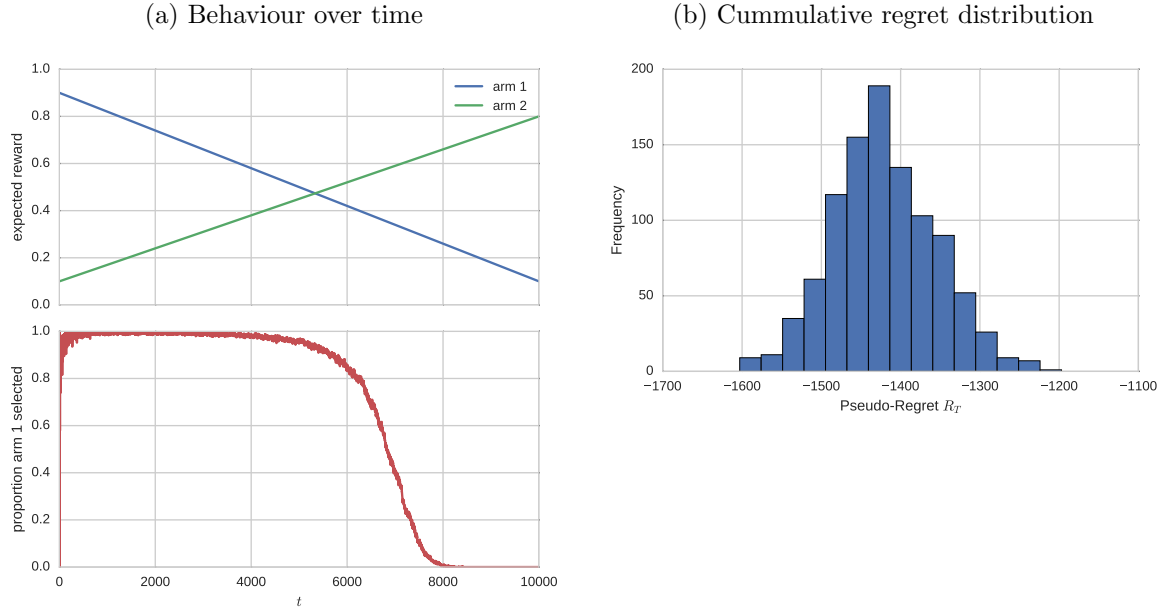 (a) Behaviour over time
1.0
0.8
0.6
0.4
0.2
0.0
expected reward
arm 1
arm 2
1.0
0.8
0.6
0.4
0.2
0.0
proportion arm 1 selected
0 2000 4000 6000 8000 10000
t
(b) Cummulative regret distribution
200
150
100
50
0
Frequency
−1700 −1600 −1500 −1400 −1300 −1200 −1100
Pseudo-Regret R_T